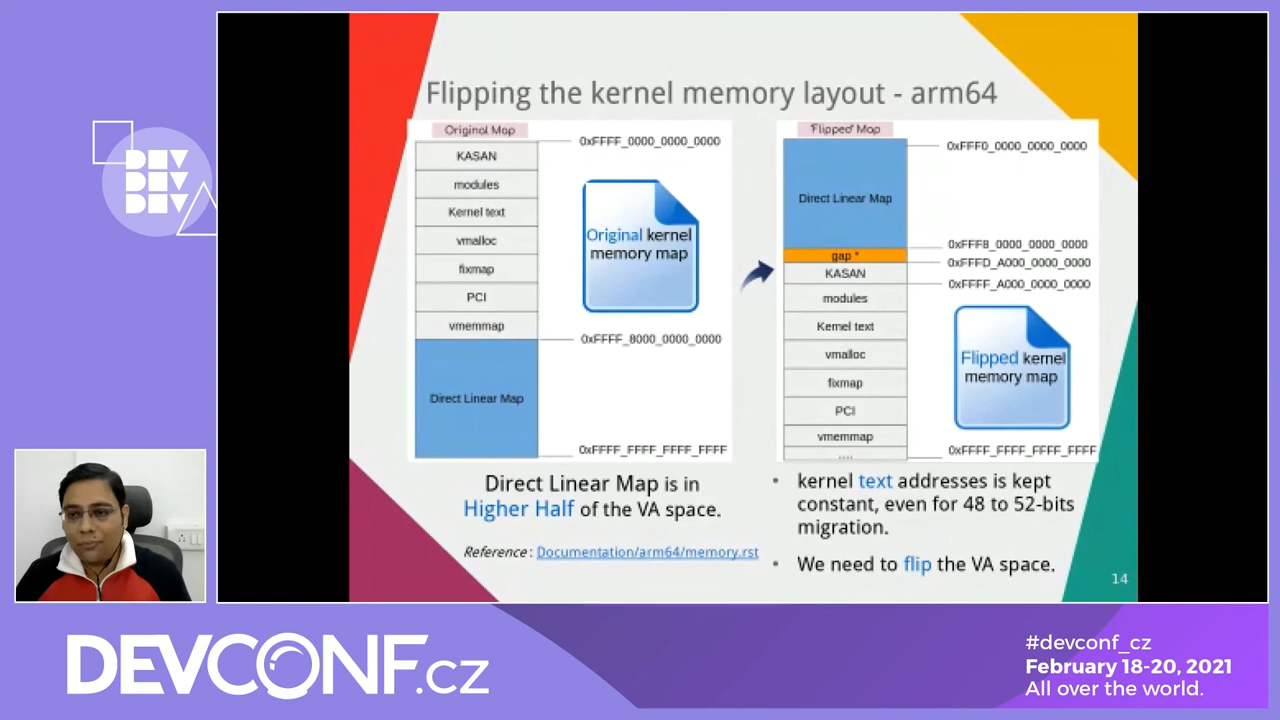 Flipping the kernel memory layout - arm64
Original Map
0xFFFF_0000_0000_0000
KASAN
modules
Kernel text
vmalloc
fixmap
PCI
vmemmap
0xFFFF_8000_0000_0000
Direct Linear Map
0xFFFF_FFFF_FFFF_FFFF
Original kernel
memory map
'Flipped' Map
0xFFF0_0000_0000_0000
Direct Linear Map
0xFFF8_0000_0000_0000
gap *
0xFFFD_A000_0000_0000
KASAN
0xFFFF_A000_0000_0000
modules
Kernel text
vmalloc
fixmap
PCI
vmemmap
.....
0xFFFF_FFFF_FFFF_FFFF
Flipped kernel
memory map
Direct Linear Map is in
Higher Half of the VA space.
Reference: Documentation/arm64/memory.rst
• kernel text addresses is kept
constant, even for 48 to 52-bits
migration.
• We need to flip the VA space.
14
DEV
DEV
DEV
DEVCONF.cz
#devconf_cz
February 18-20, 2021
All over the world.